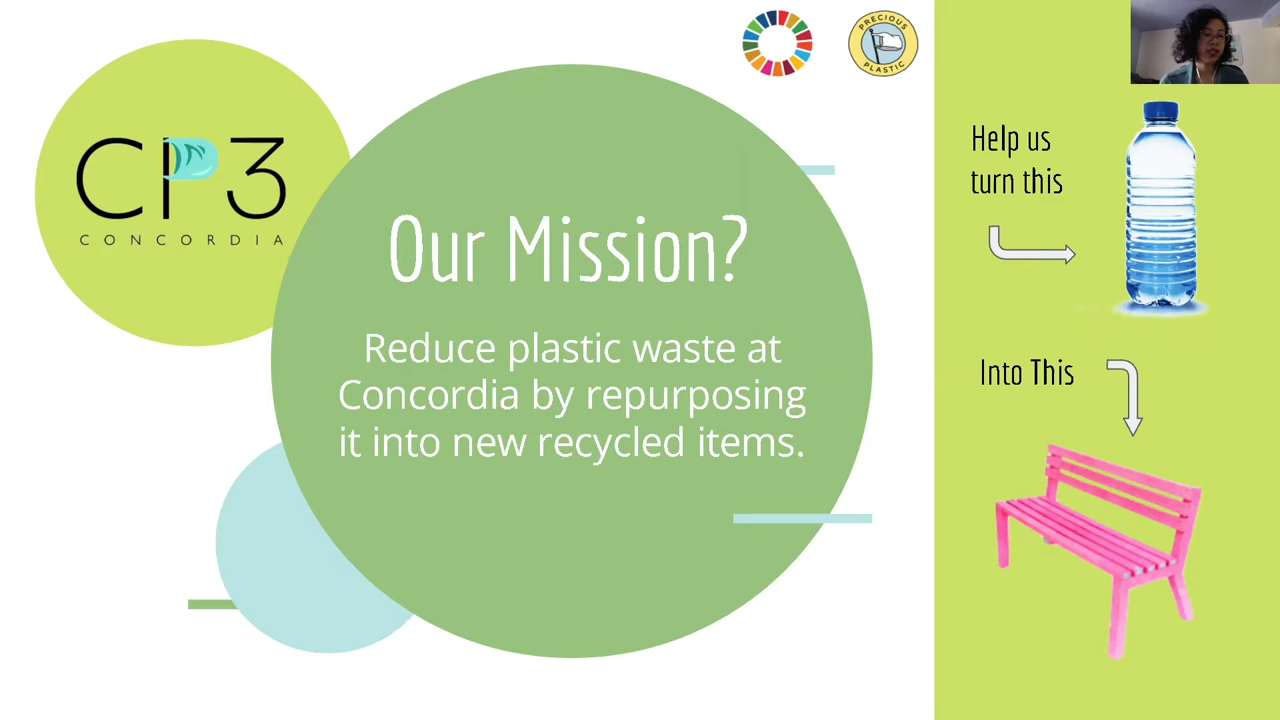 PRECIOUS
PLASTIC
CP3
CONCORDIA
Our Mission?
Reduce plastic waste at
Concordia by repurposing
it into new recycled items.
Help us
turn this
Into This